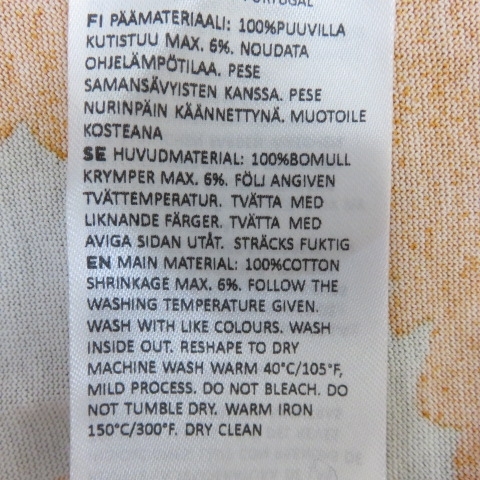 PORTUGAL
FI PÄÄMATERIAALI: 100%PUUVILLA
KUTISTUU MAX. 6%. NOUDATA
OHJELÄMPÖTILAA. PESE
SAMANSÄVYISTEN KANSSA. PESE
NURINPÄIN KÄÄNNETTYNÄ. MUOTOILE
KOSTEANA
SE HUVUDMATERIAL: 100%BOMULL
KRYMPER MAX. 6%. FÖLJ ANGIVEN
TVÄTTEMPERATUR. TVÄTTA MED
LIKNANDE FÄRGER. TVÄTTA MED
AVIGA SIDAN UTÅT. STRÄCKS FUKTIG
EN MAIN MATERIAL: 100%COTTON
SHRINKAGE MAX. 6%. FOLLOW THE
WASHING TEMPERATURE GIVEN.
WASH WITH LIKE COLOURS. WASH
INSIDE OUT. RESHAPE TO DRY
MACHINE WASH WARM 40°C/105°F,
MILD PROCESS. DO NOT BLEACH. DO
NOT TUMBLE DRY. WARM IRON
150°C/300°F. DRY CLEAN